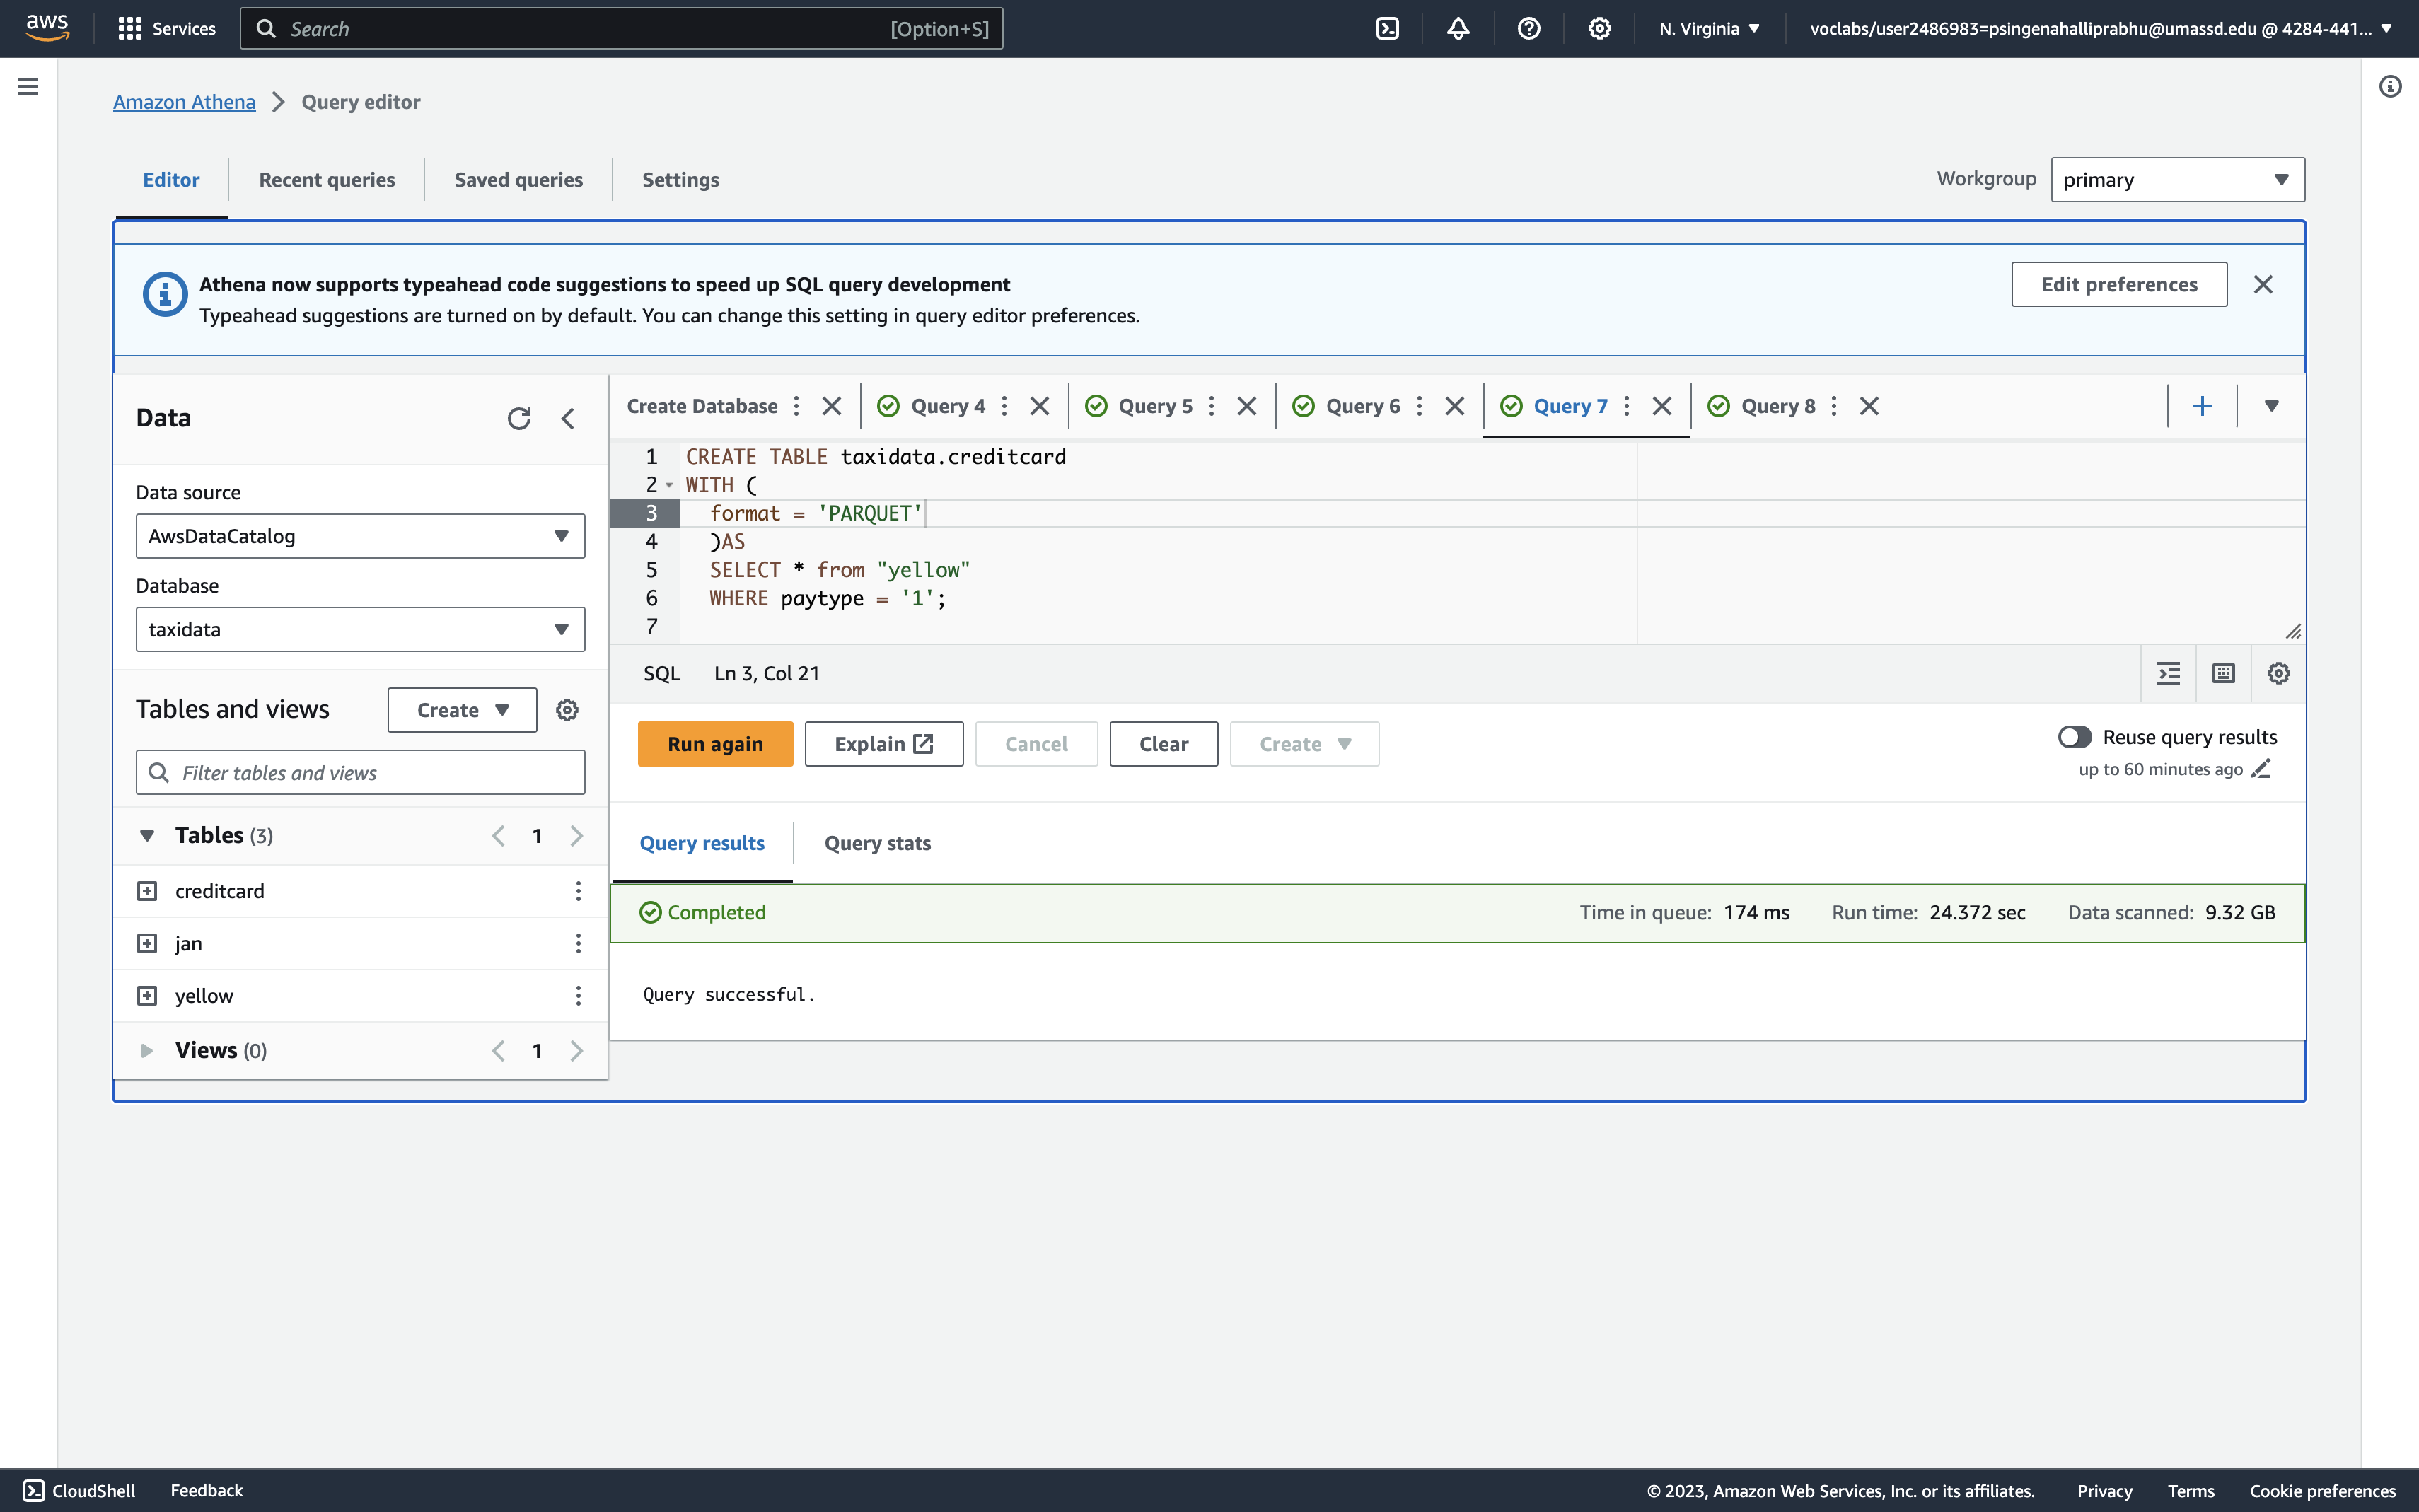 aws Services Search [Option+S] N. Virginia voclabs/user2486983=psingenahalliprabhu@umassd.edu @ 4284-441...
Amazon Athena Query editor
Editor Recent queries Saved queries Settings Workgroup primary
Athena now supports typeahead code suggestions to speed up SQL query development
Typeahead suggestions are turned on by default. You can change this setting in query editor preferences.
Edit preferences
Data
Data source
AwsDataCatalog
Database
taxidata
Tables and views Create
Filter tables and views
Tables (3) 1
creditcard
jan
yellow
Views (0) 1
Create Database Query 4 Query 5 Query 6 Query 7 Query 8
1 CREATE TABLE taxidata.creditcard
2 WITH (
3 format = 'PARQUET'
4 )AS
5 SELECT * from "yellow"
6 WHERE paytype = '1';
7
SQL Ln 3, Col 21
Run again Explain Cancel Clear Create
Reuse query results
up to 60 minutes ago
Query results Query stats
Completed Time in queue: 174 ms Run time: 24.372 sec Data scanned: 9.32 GB
Query successful.
CloudShell Feedback © 2023, Amazon Web Services, Inc. or its affiliates. Privacy Terms Cookie preferences